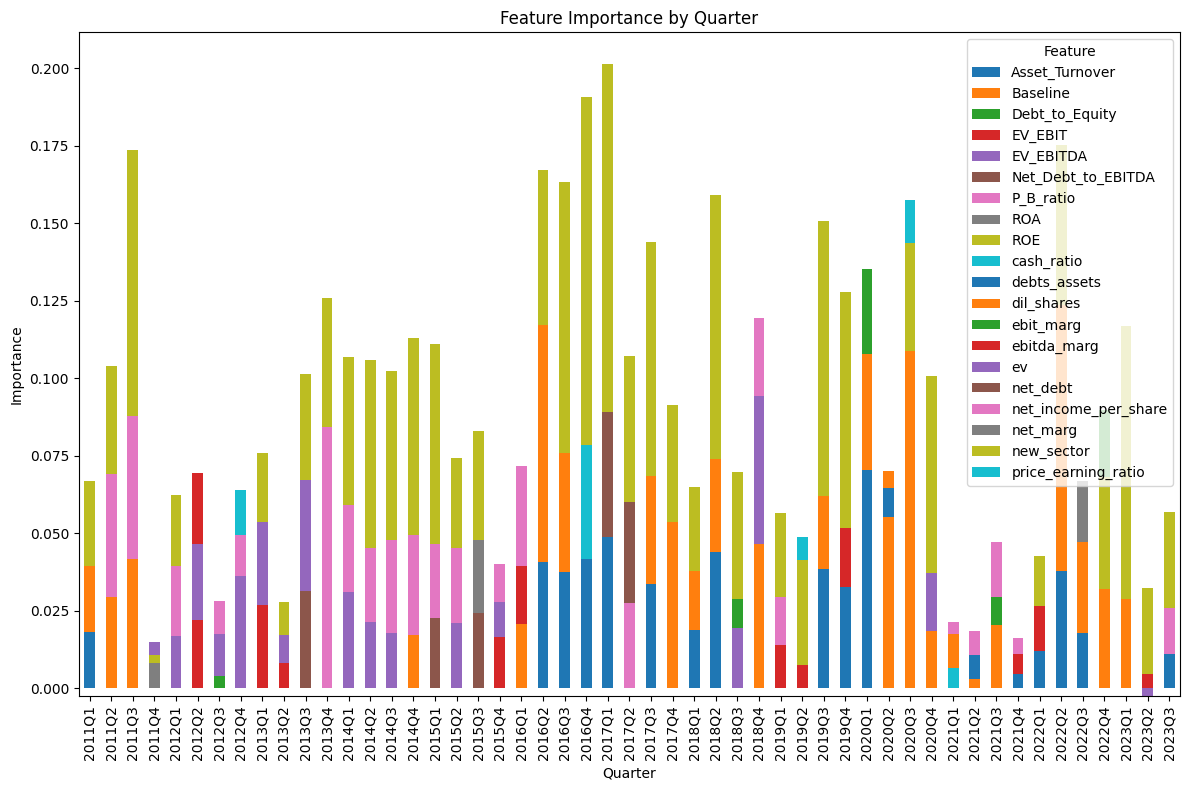 Feature Importance by Quarter
Importance
0.200
0.175
0.150
0.125
0.100
0.075
0.050
0.025
0.000
Feature
Asset_Turnover
Baseline
Debt_to_Equity
EV_EBIT
EV_EBITDA
Net_Debt_to_EBITDA
P_B_ratio
ROA
ROE
cash_ratio
debts_assets
dil_shares
ebit_marg
ebitda_marg
ev
net_debt
net_income_per_share
net_marg
new_sector
price_earning_ratio
2011Q1
2011Q2
2011Q3
2011Q4
2012Q1
2012Q2
2012Q3
2012Q4
2013Q1
2013Q2
2013Q3
2013Q4
2014Q1
2014Q2
2014Q3
2014Q4
2015Q1
2015Q2
2015Q3
2015Q4
2016Q1
2016Q2
2016Q3
2016Q4
2017Q1
2017Q2
2017Q3
2017Q4
2018Q1
2018Q2
2018Q3
2018Q4
2019Q1
2019Q2
2019Q3
2019Q4
2020Q1
2020Q2
2020Q3
2020Q4
2021Q1
2021Q2
2021Q3
2021Q4
2022Q1
2022Q2
2022Q3
2022Q4
2023Q1
2023Q2
2023Q3
Quarter